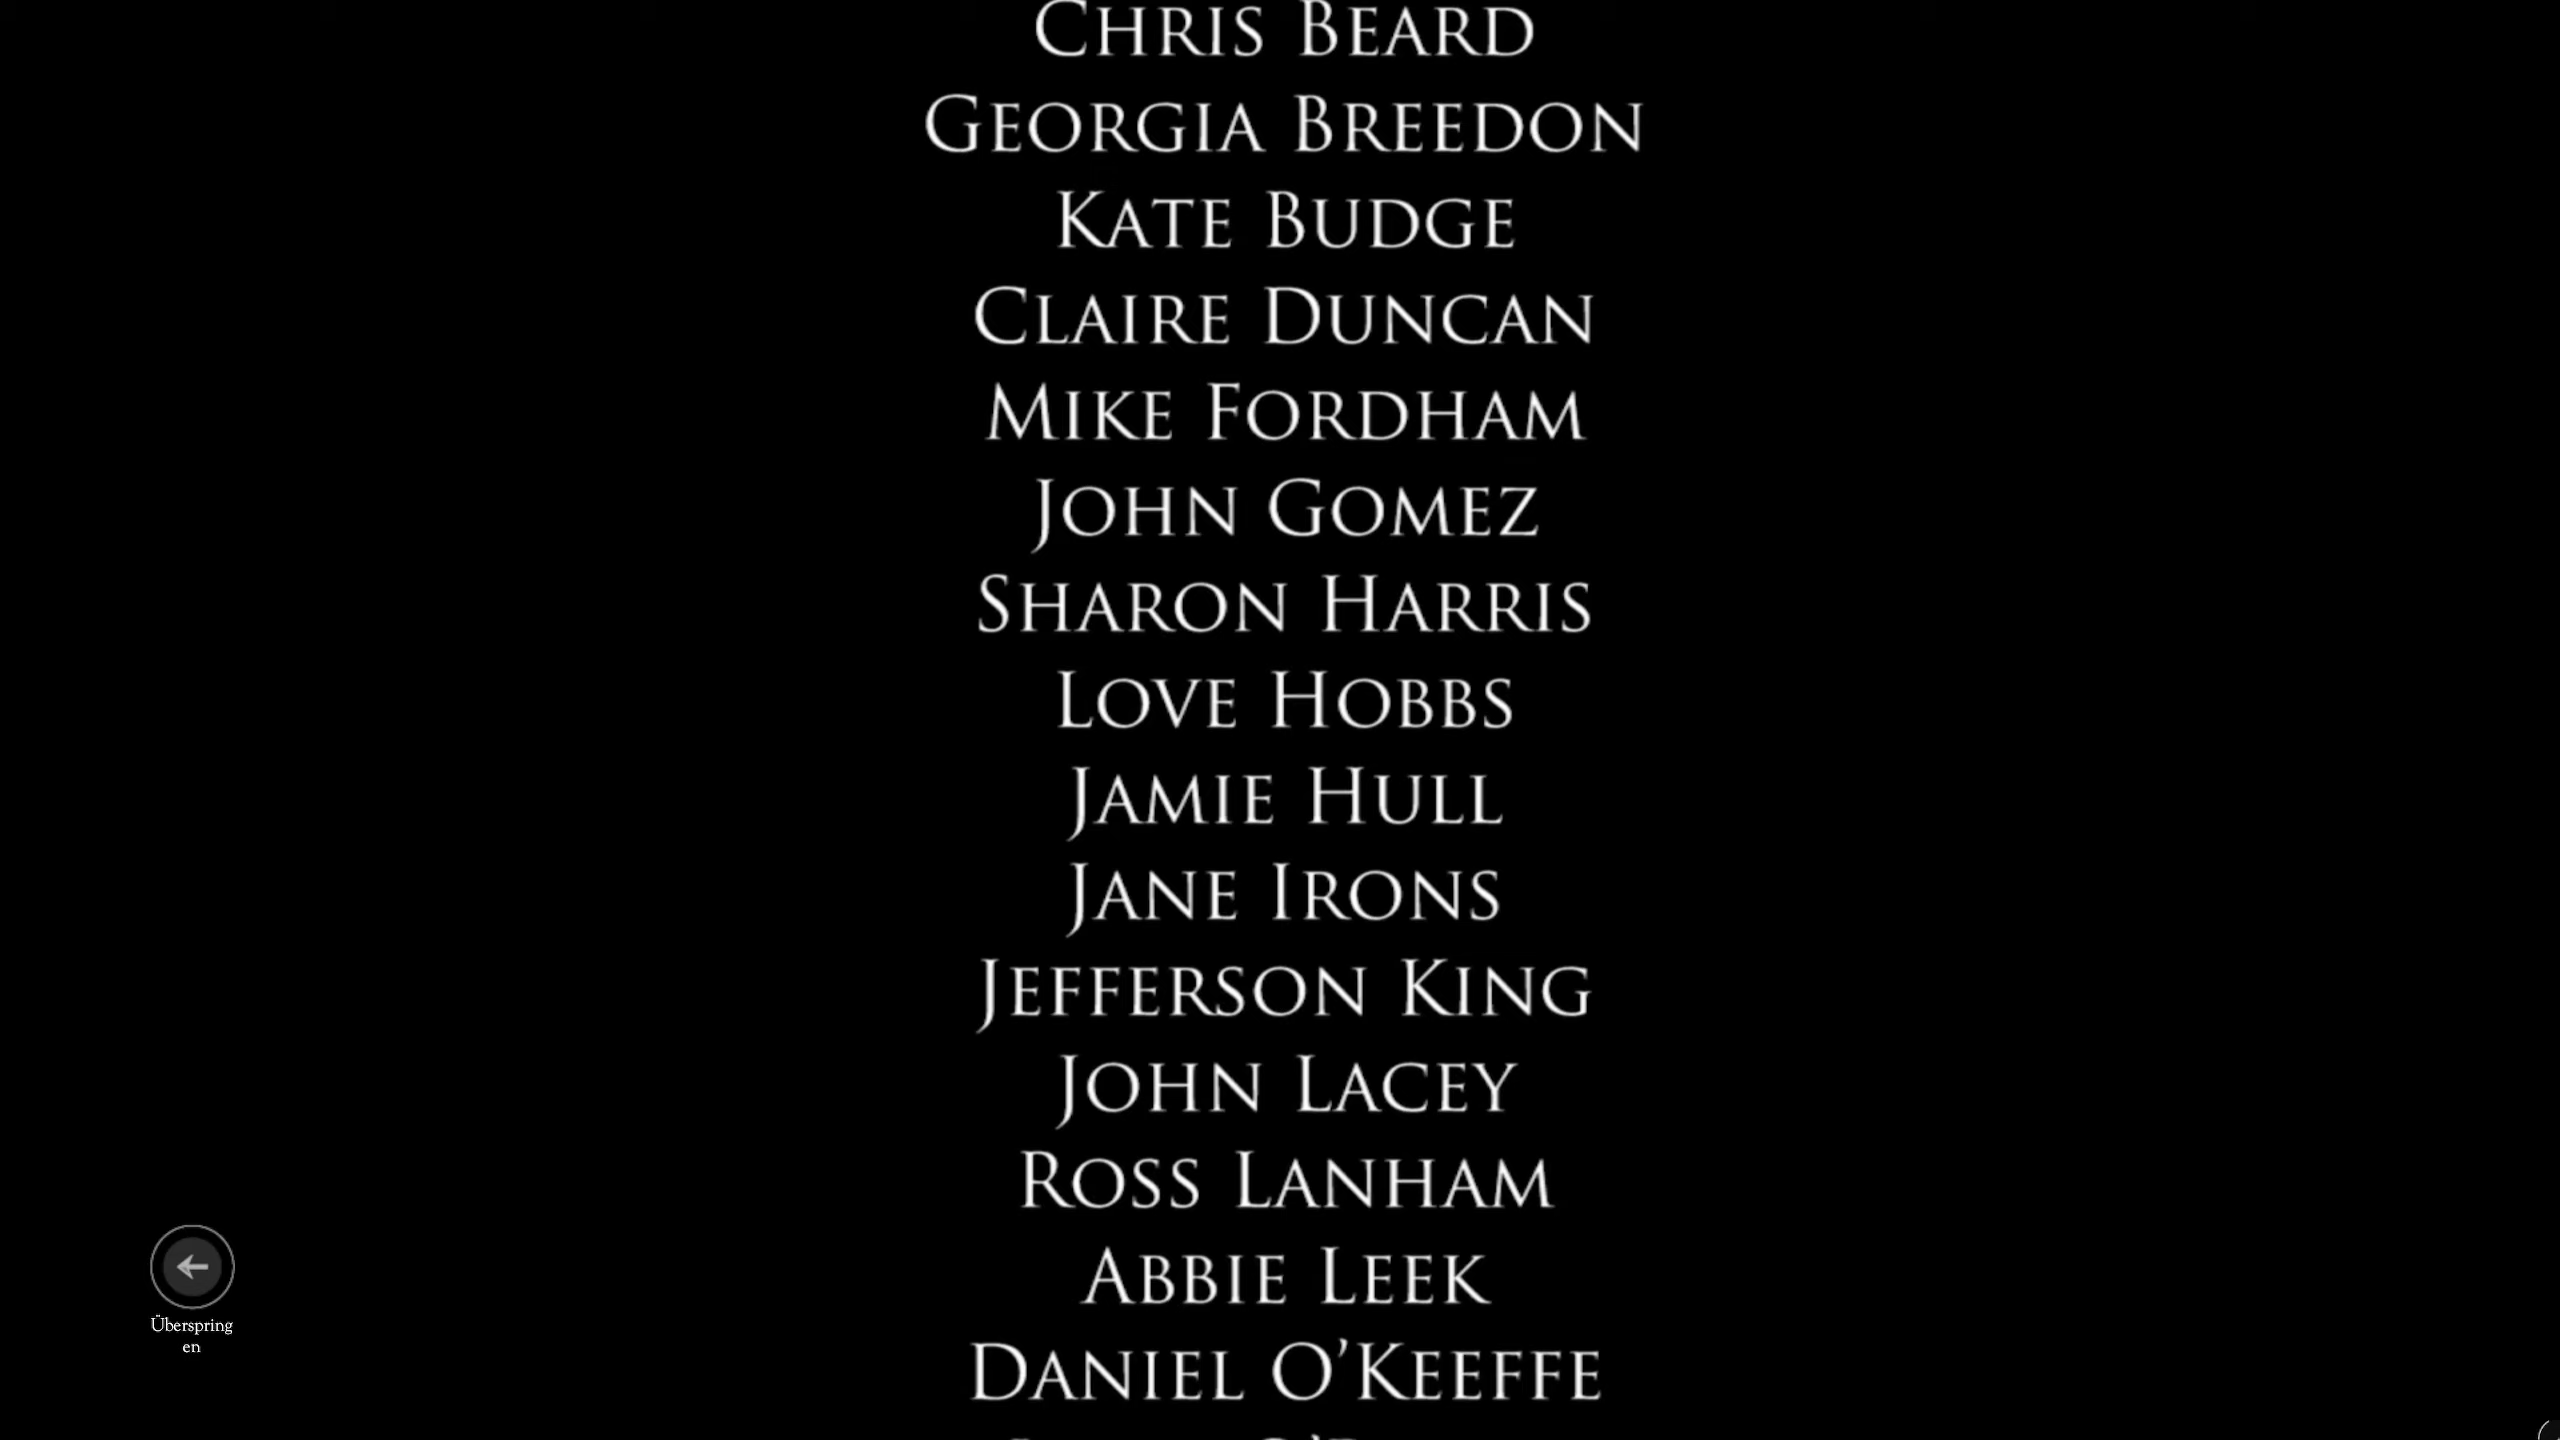 CHRIS BEARD
GEORGIA BREEDON
KATE BUDGE
CLAIRE DUNCAN
MIKE FORDHAM
JOHN GOMEZ
SHARON HARRIS
LOVE HOBBS
JAMIE HULL
JANE IRONS
JEFFERSON KING
JOHN LACEY
ROSS LANHAM
ABBIE LEEK
DANIEL O’KEEFFE
Überspring
en